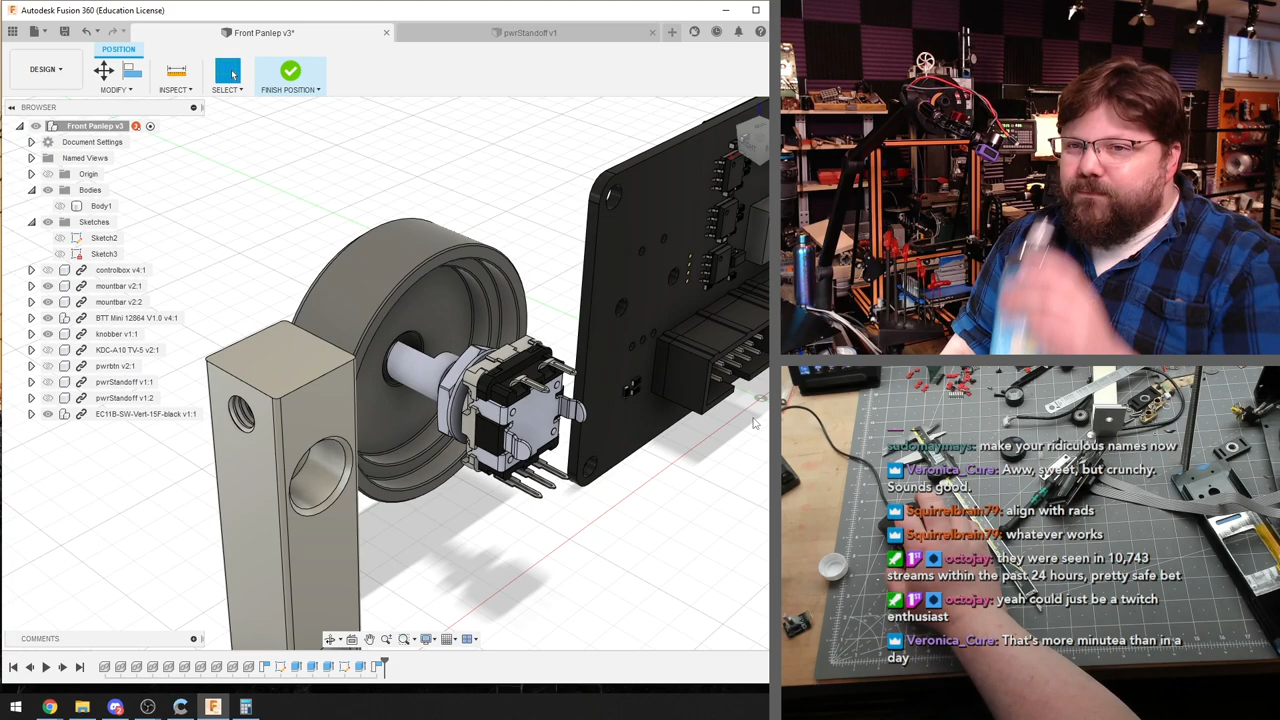 Autodesk Fusion 360 (Education License)
Front Panlep v3*
pwrStandoff v1
POSITION
DESIGN
MODIFY
INSPECT
SELECT
FINISH POSITION
BROWSER
Front Panlep v3
Document Settings
Named Views
Origin
Bodies
Body1
Sketches
Sketch2
Sketch3
controlbox v4:1
mountbar v2:1
mountbar v2:2
BTT Mini 12864 V1.0 v4:1
knobber v1:1
KDC-A10 TV-5 v2:1
pwrbtn v2:1
pwrStandoff v1:1
pwrStandoff v1:2
EC11B-SW-Vert-15F-black v1:1
COMMENTS
sudomaymays: make your ridiculous names now
Veronica_Cure: Aww, sweet, but crunchy.
Sounds good.
Squirrelbrain79: align with rads
Squirrelbrain79: whatever works
octojay: they were seen in 10,743
streams within the past 24 hours, pretty safe bet
octojay: yeah could just be a twitch
enthusiast
Veronica_Cure: That's more minutea than in a
day